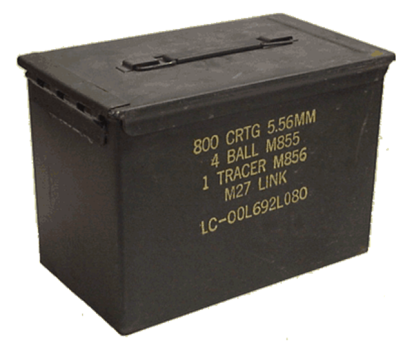 800 CRTG 5.56MM
4 BALL M855
1 TRACER M856
M27 LINK
LC-00L692L080